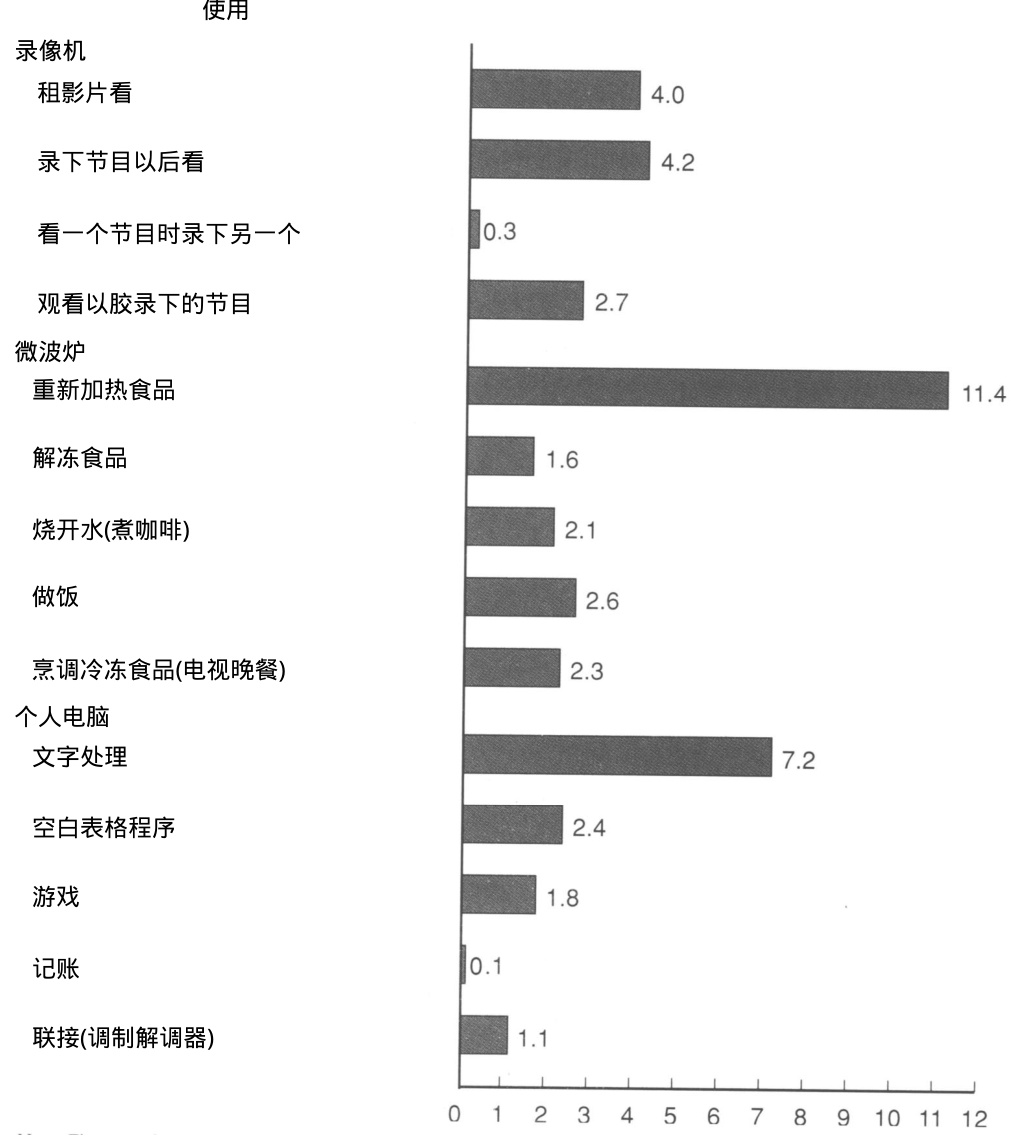 使用
录像机
租影片看 4.0
录下节目以后看 4.2
看一个节目时录下另一个 0.3
观看以胶录下的节目 2.7
微波炉
重新加热食品 11.4
解冻食品 1.6
烧开水(煮咖啡) 2.1
做饭 2.6
烹调冷冻食品(电视晚餐) 2.3
个人电脑
文字处理 7.2
空白表格程序 2.4
游戏 1.8
记账 0.1
联接(调制解调器) 1.1
0 1 2 3 4 5 6 7 8 9 10 11 12